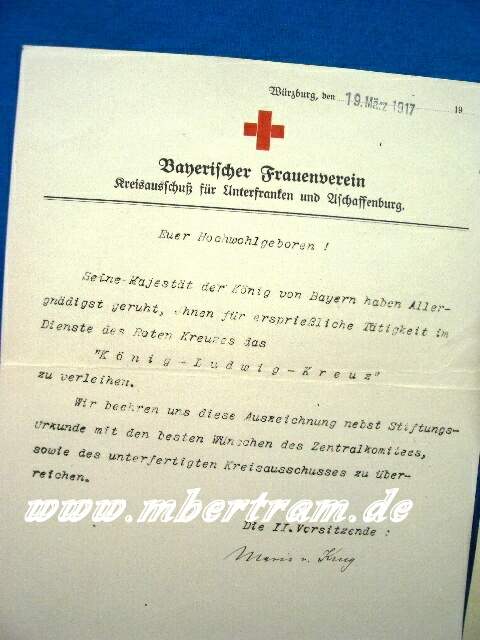 Würzburg, den 19. März 1917 19
Bayerischer Frauenverein
Kreisausschuß für Unterfranken und Aschaffenburg.
Euer Hochwohlgeboren !
Seine Majestät der König von Bayern haben Aller-
gnädigst geruht, Ihnen für ersprießliche Tätigkeit im
Dienste des Roten Kreuzes das
"König-Ludwig-Kreuz"
zu verleihen.
Wir beehren uns diese Auszeichnung nebst Stiftungs-
urkunde mit den besten Wünschen des Zentralkomitees,
sowie des unterfertigten Kreisausschusses zu über-
reichen.
www.mbertram.de
Die II.Vorsitzende :
Marie v.